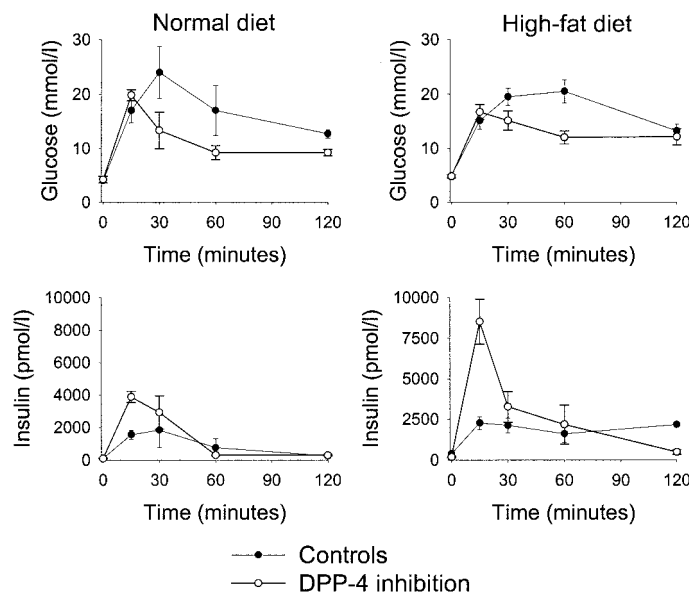 Normal diet
High-fat diet
Glucose (mmol/l)
30
20
10
0
0 30 60 90 120
Time (minutes)
Glucose (mmol/l)
30
20
10
0
0 30 60 90 120
Time (minutes)
Insulin (pmol/l)
10000
8000
6000
4000
2000
0
0 30 60 90 120
Time (minutes)
Insulin (pmol/l)
10000
7500
5000
2500
0
0 30 60 90 120
Time (minutes)
Controls
DPP-4 inhibition